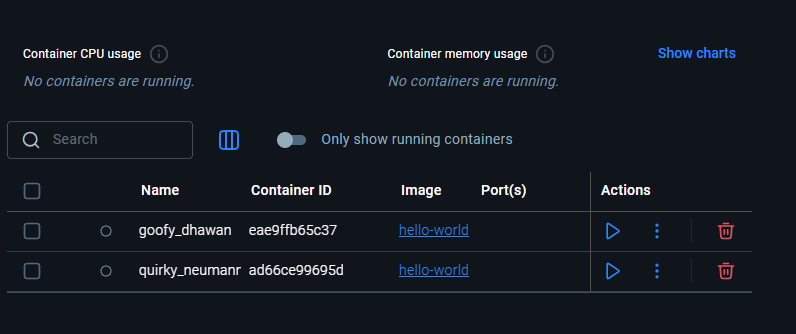 Container CPU usage
Container memory usage
Show charts
No containers are running.
No containers are running.
Search
Only show running containers
Name Container ID Image Port(s) Actions
goofy_dhawan eae9ffb65c37 hello-world
quirky_neumanr ad66ce99695d hello-world